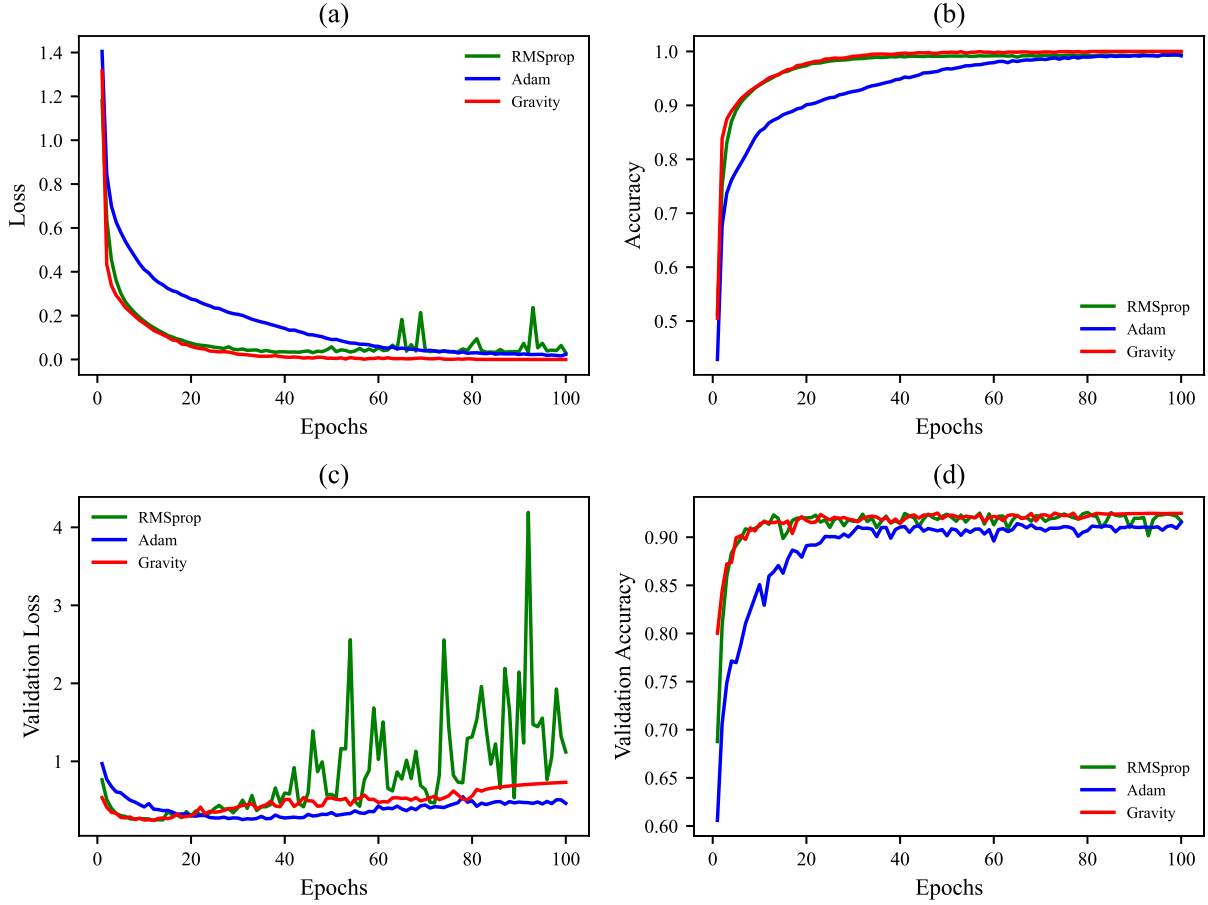 (a)
Loss
1.4
1.2
1.0
0.8
0.6
0.4
0.2
0.0
RMSprop
Adam
Gravity
0 20 40 60 80 100
Epochs
(b)
Accuracy
1.0
0.9
0.8
0.7
0.6
0.5
RMSprop
Adam
Gravity
0 20 40 60 80 100
Epochs
(c)
Validation Loss
4
3
2
1
RMSprop
Adam
Gravity
0 20 40 60 80 100
Epochs
(d)
Validation Accuracy
0.90
0.85
0.80
0.75
0.70
0.65
0.60
RMSprop
Adam
Gravity
0 20 40 60 80 100
Epochs